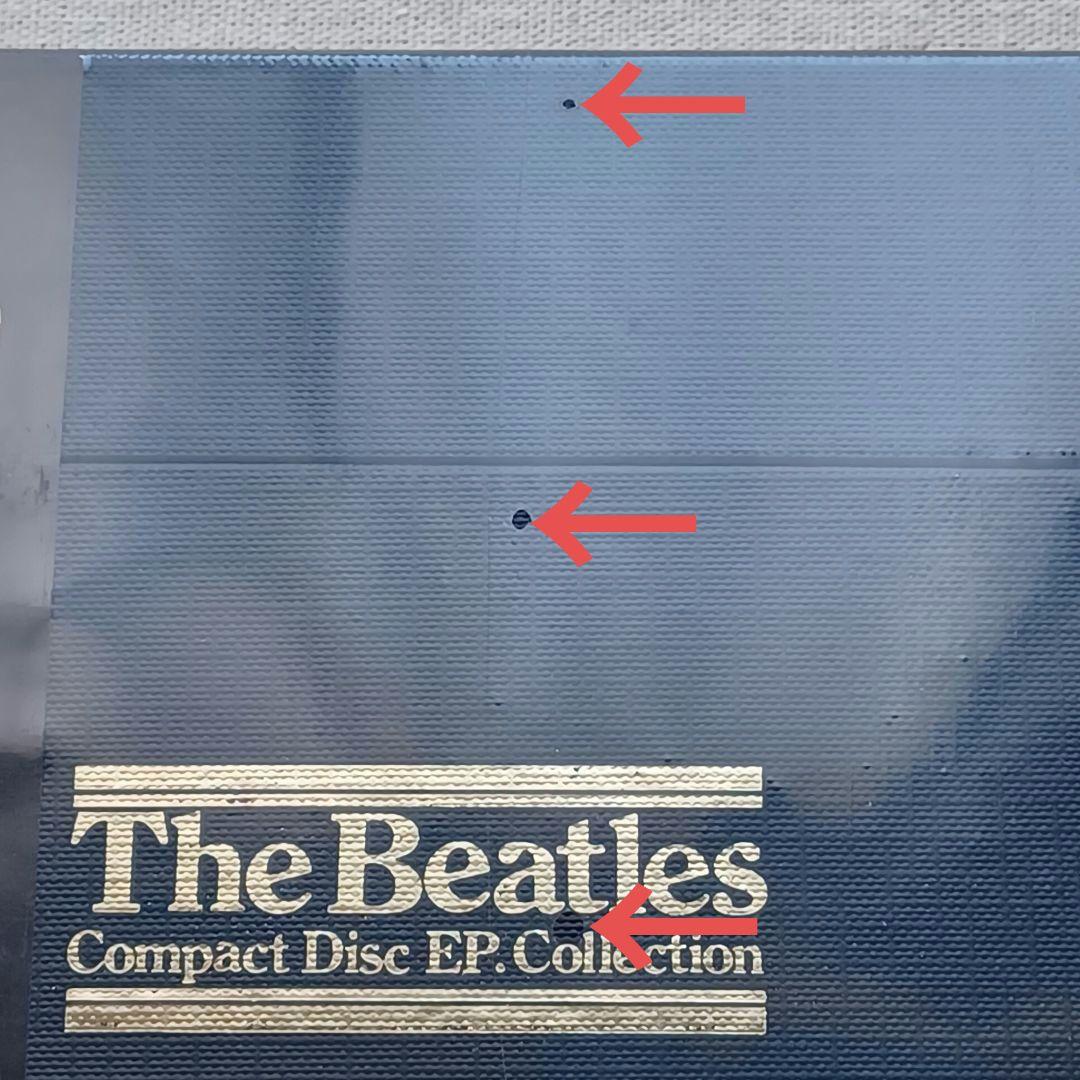 The Beatles
Compact Disc EP. Collection